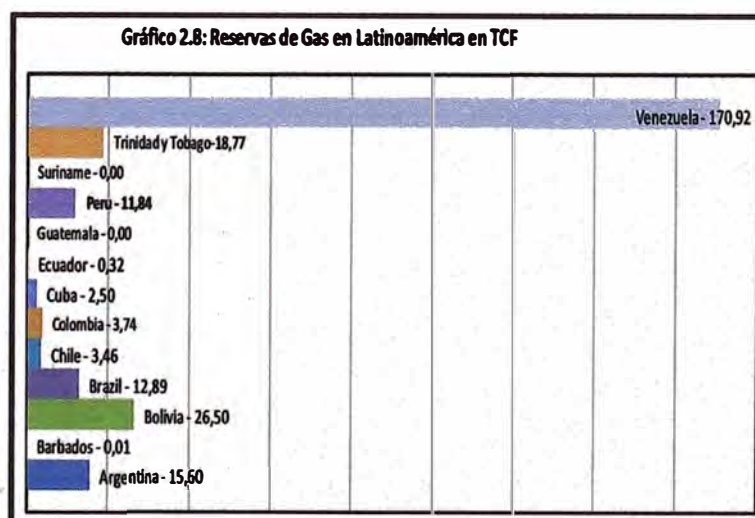 Gráfico 2.8: Reservas de Gas en Latinoamérica en TCF
Venezuela - 170,92
Trinidad y Tobago-18,77
Suriname - 0,00
Perú - 11,84
Guatemala - 0,00
Ecuador - 0,32
Cuba - 2,50
Colombia - 3,74
Chile - 3,46
Brazil - 12,89
Bolivia - 26,50
Barbados - 0,01
Argentina - 15,60